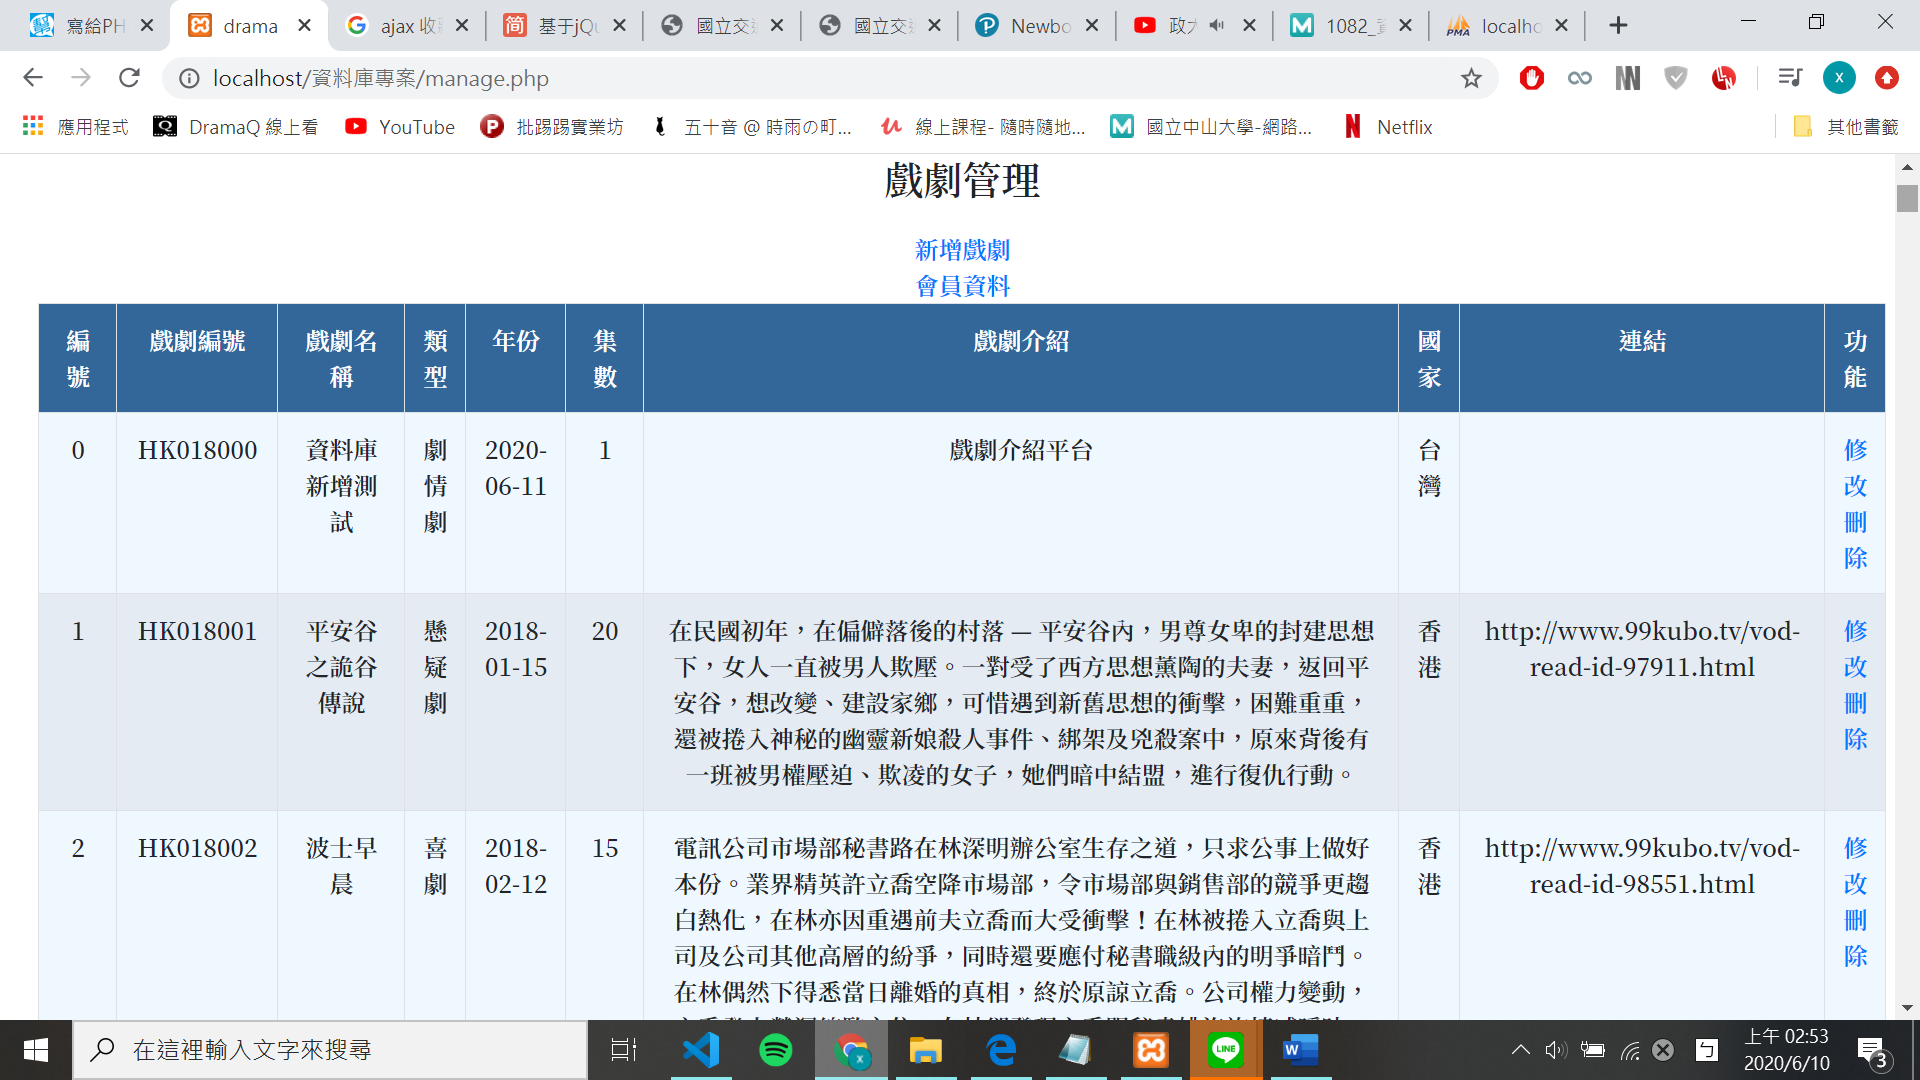 寫給PH
drama
ajax 收
基于jQu
國立交
國立交
Newbo
政大
1082_
localho
localhost/資料庫專案/manage.php
應用程式
DramaQ 線上看
YouTube
批踢踢實業坊
五十音 @ 時雨の町...
線上課程- 隨時隨地...
國立中山大學-網路...
Netflix
其他書籤
戲劇管理
新增戲劇
會員資料
編號 戲劇編號 戲劇名稱 類型 年份 集數 戲劇介紹 國家 連結 功能
0 HK018000 資料庫新增測試 劇情劇 2020-06-11 1 戲劇介紹平台 台灣 修改 刪除
1 HK018001 平安谷之詭谷傳說 懸疑劇 2018-01-15 20
在民國初年，在偏僻落後的村落 — 平安谷內，男尊女卑的封建思想
下，女人一直被男人欺壓。一對受了西方思想薰陶的夫妻，返回平
安谷，想改變、建設家鄉，可惜遇到新舊思想的衝擊，困難重重，
還被捲入神秘的幽靈新娘殺人事件、綁架及兇殺案中，原來背後有
一班被男權壓迫、欺凌的女子，她們暗中結盟，進行復仇行動。
香港
http://www.99kubo.tv/vod-
read-id-97911.html
修改 刪除
2 HK018002 波士早晨 喜劇 2018-02-12 15
電訊公司市場部秘書路在林深明辦公室生存之道，只求公事上做好
本份。業界精英許立喬空降市場部，令市場部與銷售部的競爭更趨
白熱化，在林亦因重遇前夫立喬而大受衝擊！在林被捲入立喬與上
司及公司其他高層的紛爭，同時還要應付秘書職級內的明爭暗鬥。
在林偶然下得悉當日離婚的真相，終於原諒立喬。公司權力變動，
香港
http://www.99kubo.tv/vod-
read-id-98551.html
修改 刪除
在這裡輸入文字來搜尋
上午 02:53
2020/6/10
3